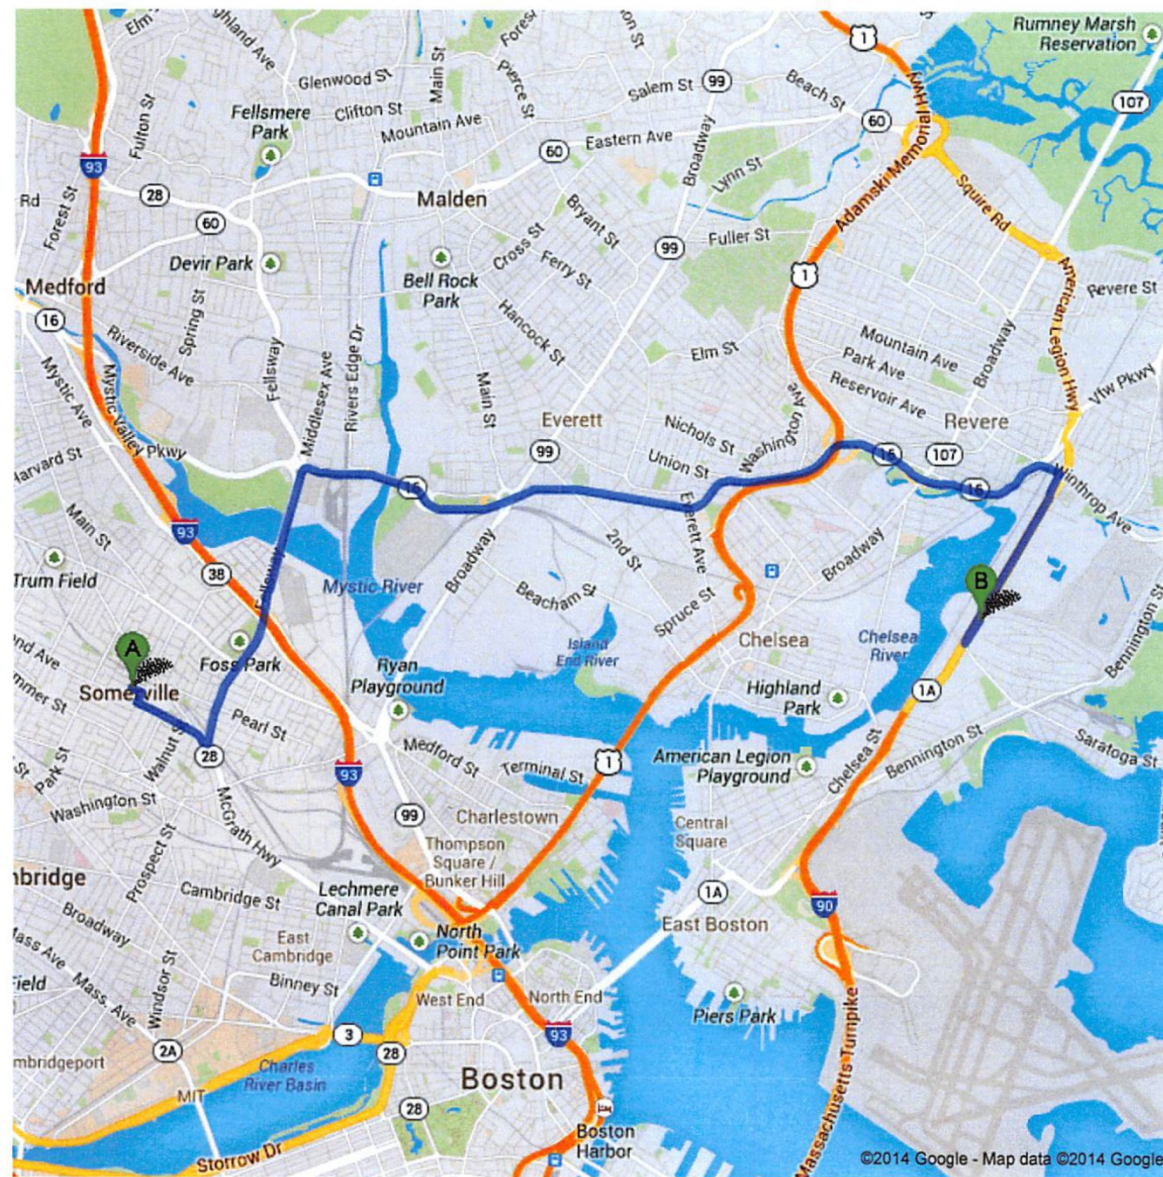 Rumney Marsh
Reservation
1
Elm St
Highland Ave
Glenwood St
Main St
Pierce St
Salem St
99
Beach St
107
Fulton St
Fellsmere
Park
Clifton St
Mountain Ave
60
Eastern Ave
Broadway
60
Adamski Memorial Hwy
93
Rd
Forest St
28
60
Malden
Lynn St
Bryant St
Cross St
Squire Rd
Fuller St
99
Medford
Devir Park
Bell Rock
Park
Ferry St
1
American Legion Hwy
Revere St
16
Riverside Ave
Spring St
Fellsway
Middlesex Ave
Rivers Edge Dr
Hancock St
Elm St
Mountain Ave
Park Ave
Reservoir Ave
Broadway
Vfw Pkwy
Mystic Ave
Mystic Valley Pkwy
Main St
Everett
Nichols St
Washington Ave
Revere
Harvard St
99
Union St
107
16
16
16
Winthrop Ave
Main St
93
Everett Ave
Trum Field
38
Fellsway
Mystic River
Broadway
2nd St
Beacham St
Broadway
B
Spruce St
Bennington St
A
Foss Park
Island
End River
Chelsea
Chelsea
River
Ryan
Playground
Somerville
Highland
Park
1A
Pearl St
Walnut St
28
Park St
Medford St
Terminal St
1
American Legion
Playground
Chelsea St
Bennington St
Saratoga St
Washington St
93
99
Charlestown
Central
Square
McGrath Hwy
Prospect St
Thompson
Square /
Bunker Hill
Cambridge St
Lechmere
Canal Park
1A
90
Broadway
East
Cambridge
North
Point Park
East Boston
Mass Ave
Mass. Ave
Windsor St
Binney St
West End
North End
Piers Park
Massachusetts Turnpike
3
93
2A
28
Charles
River Basin
MIT
Boston
28
Storrow Dr
Boston
Harbor
©2014 Google - Map data ©2014 Google